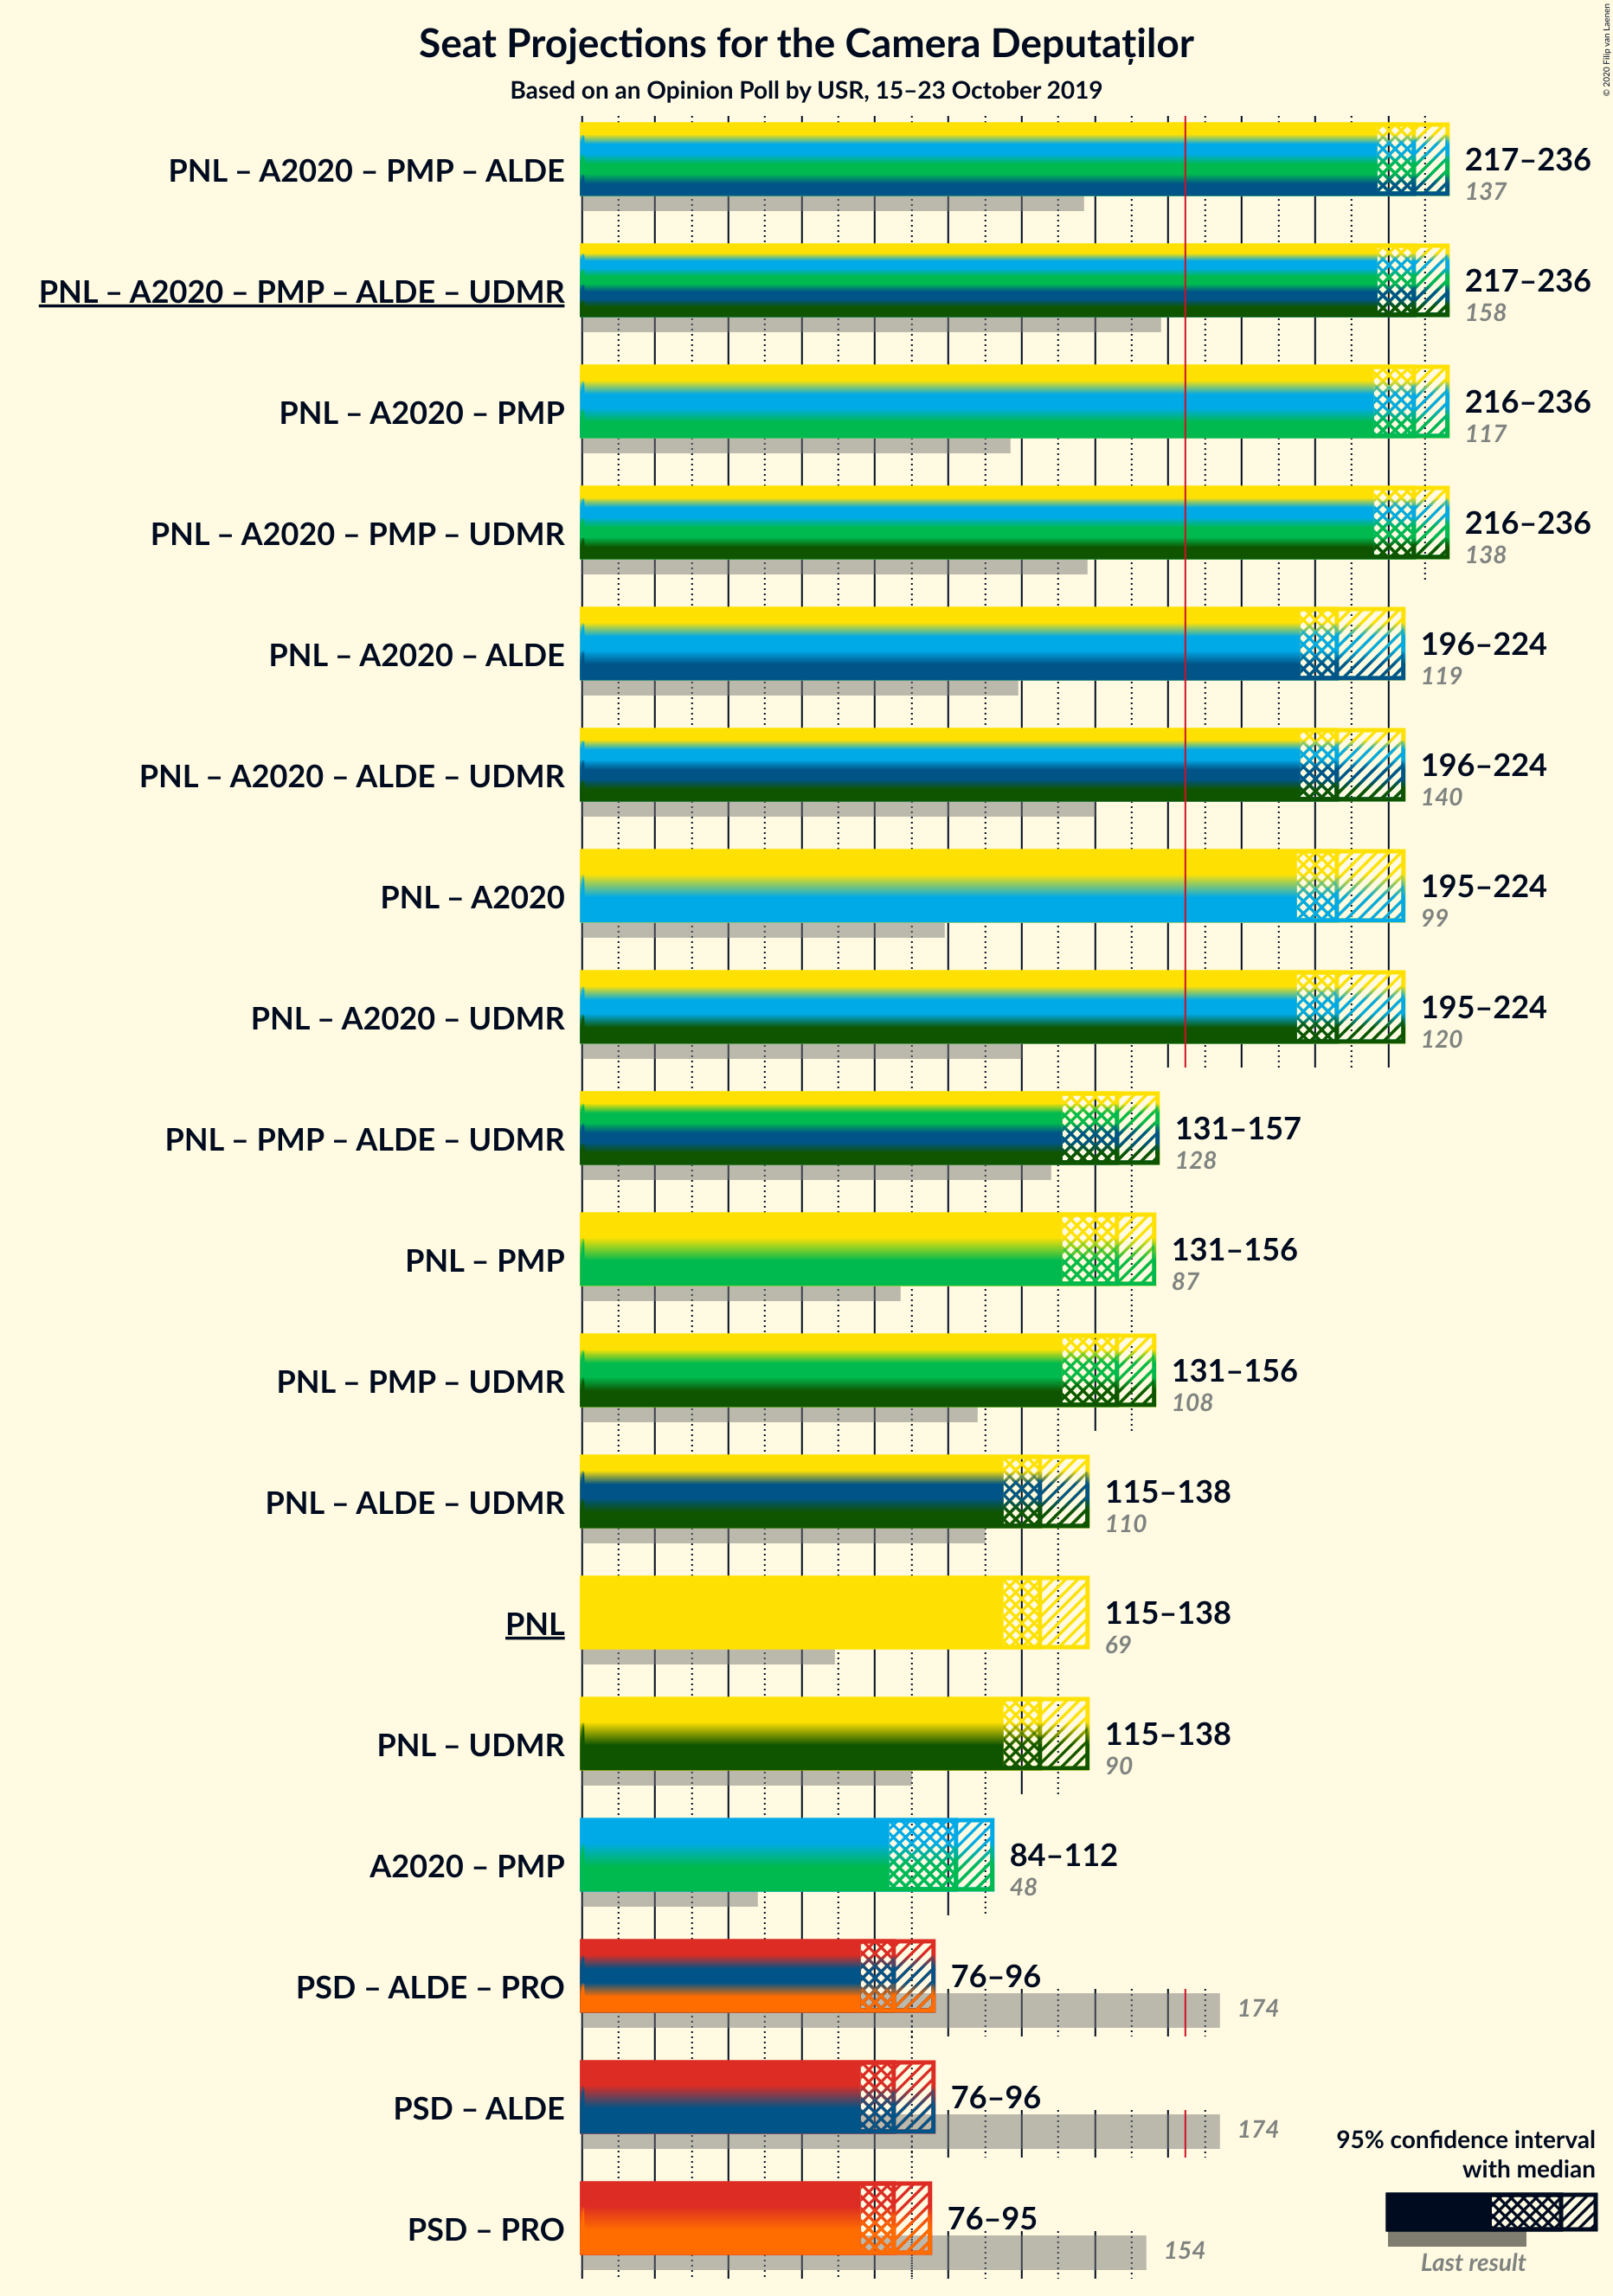 Seat Projections for the Camera Deputaților
Based on an Opinion Poll by USR, 15–23 October 2019
© 2020 Filip van Laenen
PNL – A2020 – PMP – ALDE
217–236
137
PNL – A2020 – PMP – ALDE – UDMR
217–236
158
PNL – A2020 – PMP
216–236
117
PNL – A2020 – PMP – UDMR
216–236
138
PNL – A2020 – ALDE
196–224
119
PNL – A2020 – ALDE – UDMR
196–224
140
PNL – A2020
195–224
99
PNL – A2020 – UDMR
195–224
120
PNL – PMP – ALDE – UDMR
131–157
128
PNL – PMP
131–156
87
PNL – PMP – UDMR
131–156
108
PNL – ALDE – UDMR
115–138
110
PNL
115–138
69
PNL – UDMR
115–138
90
A2020 – PMP
84–112
48
PSD – ALDE – PRO
76–96
174
PSD – ALDE
76–96
174
PSD – PRO
76–95
154
95% confidence interval
with median
Last result